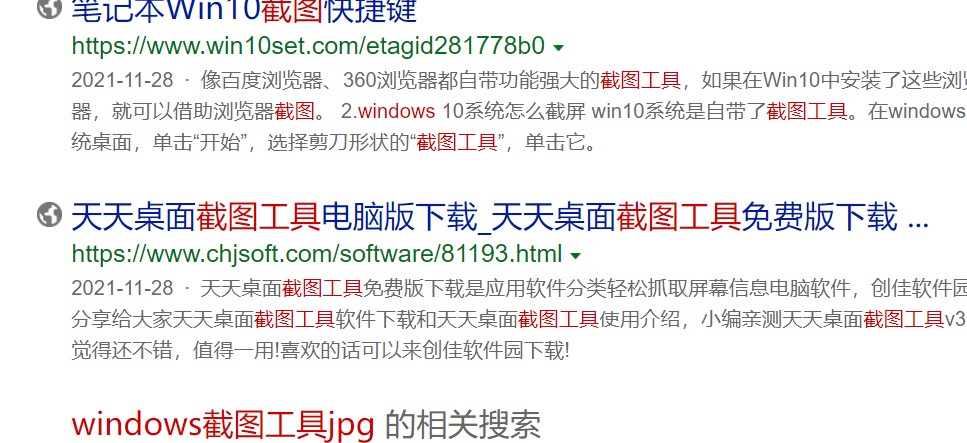 笔记本Win10截图快捷键
https://www.win10set.com/etagid281778b0
2021-11-28 · 像百度浏览器、360浏览器都自带功能强大的截图工具，如果在Win10中安装了这些浏览
器，就可以借助浏览器截图。 2.windows 10系统怎么截屏 win10系统是自带了截图工具。在windows
统桌面，单击“开始”，选择剪刀形状的“截图工具”，单击它。
天天桌面截图工具电脑版下载_天天桌面截图工具免费版下载 ...
https://www.chjsoft.com/software/81193.html
2021-11-28 · 天天桌面截图工具免费版下载是应用软件分类轻松抓取屏幕信息电脑软件，创佳软件园
分享给大家天天桌面截图工具软件下载和天天桌面截图工具使用介绍，小编亲测天天桌面截图工具v3
觉得还不错，值得一用!喜欢的话可以来创佳软件园下载!
windows截图工具jpg 的相关搜索